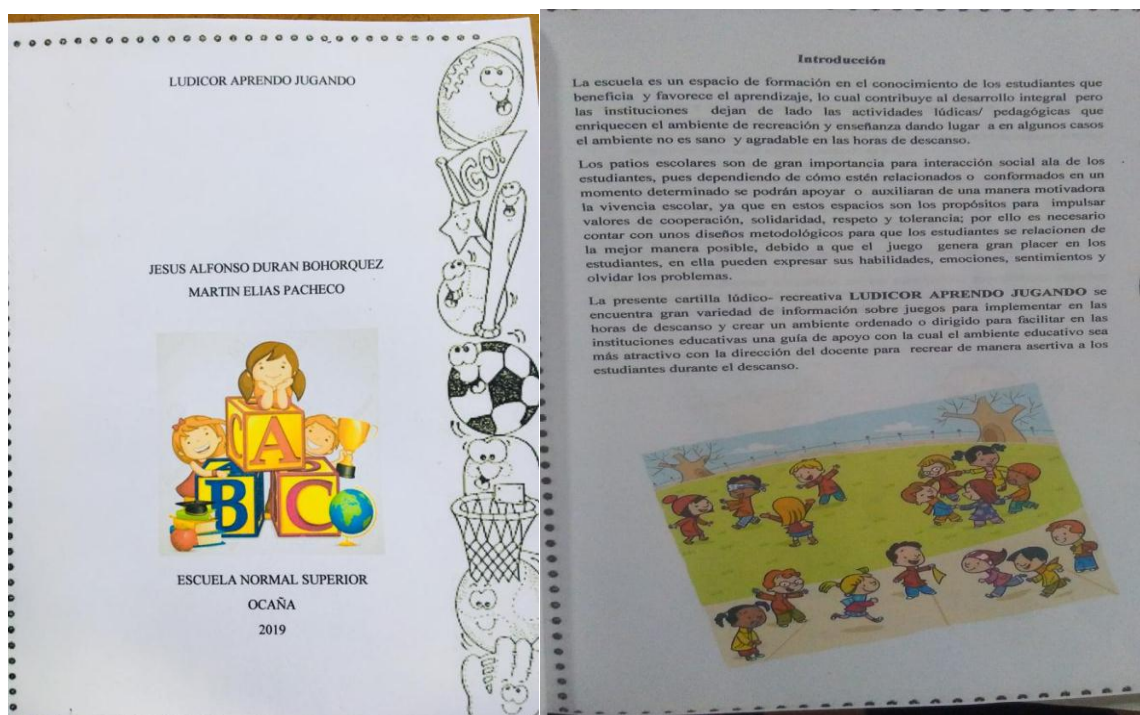 LUDICOR APRENDO JUGANDO
GO!
JESUS ALFONSO DURAN BOHORQUEZ
MARTIN ELIAS PACHECO
A
B C
ESCUELA NORMAL SUPERIOR
OCAÑA
2019
Introducción
La escuela es un espacio de formación en el conocimiento de los estudiantes que
beneficia y favorece el aprendizaje, lo cual contribuye al desarrollo integral pero
las instituciones dejan de lado las actividades lúdicas/ pedagógicas que
enriquecen el ambiente de recreación y enseñanza dando lugar a en algunos casos
el ambiente no es sano y agradable en las horas de descanso.
Los patios escolares son de gran importancia para interacción social ala de los
estudiantes, pues dependiendo de cómo estén relacionados o conformados en un
momento determinado se podrán apoyar o auxiliaran de una manera motivadora
la vivencia escolar, ya que en estos espacios son los propósitos para impulsar
valores de cooperación, solidaridad, respeto y tolerancia; por ello es necesario
contar con unos diseños metodológicos para que los estudiantes se relacionen de
la mejor manera posible, debido a que el juego genera gran placer en los
estudiantes, en ella pueden expresar sus habilidades, emociones, sentimientos y
olvidar los problemas.
La presente cartilla lúdico- recreativa LUDICOR APRENDO JUGANDO se
encuentra gran variedad de información sobre juegos para implementar en las
horas de descanso y crear un ambiente ordenado o dirigido para facilitar en las
instituciones educativas una guía de apoyo con la cual el ambiente educativo sea
más atractivo con la dirección del docente para recrear de manera asertiva a los
estudiantes durante el descanso.